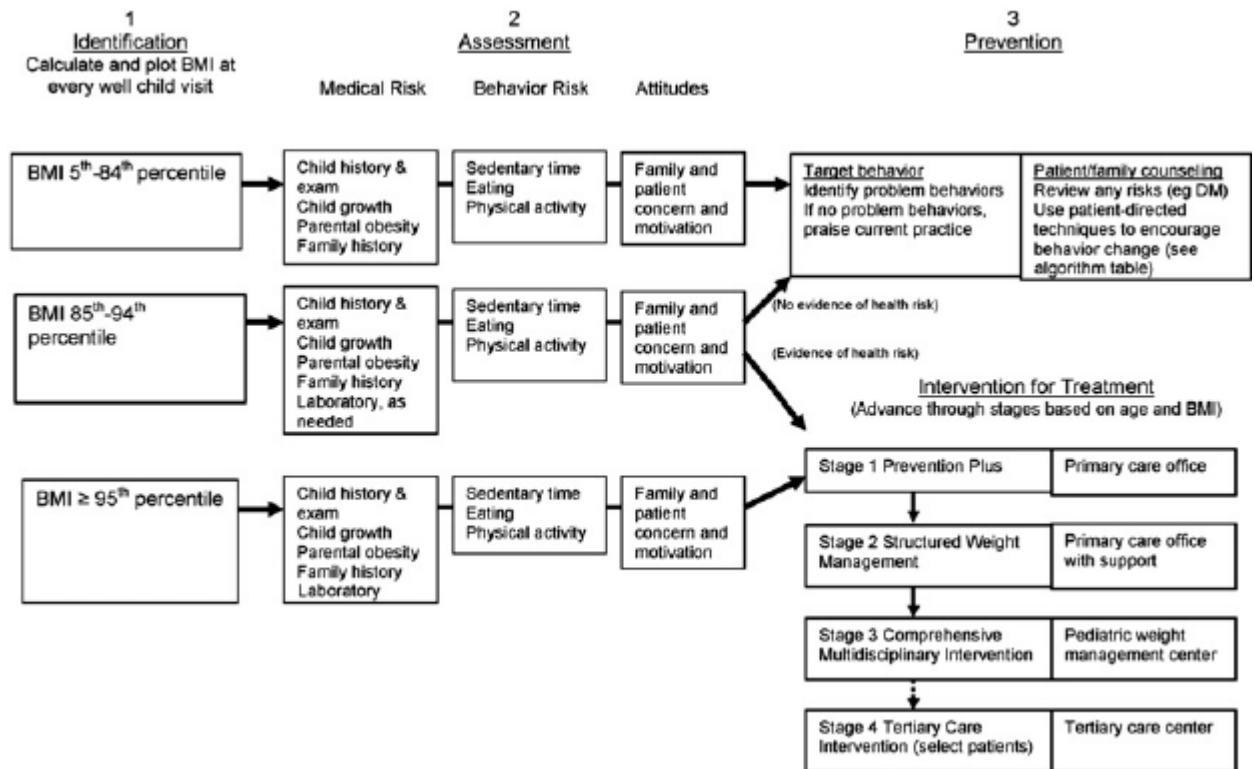 1
Identification
Calculate and plot BMI at
every well child visit
2
Assessment
Medical Risk
Behavior Risk
Attitudes
3
Prevention
BMI 5th-84th percentile
Child history &
exam
Child growth
Parental obesity
Family history
Sedentary time
Eating
Physical activity
Family and
patient
concern and
motivation
Target behavior
Identify problem behaviors
If no problem behaviors,
praise current practice
Patient/family counseling
Review any risks (eg DM)
Use patient-directed
techniques to encourage
behavior change (see
algorithm table)
BMI 85th-94th
percentile
Child history &
exam
Child growth
Parental obesity
Family history
Laboratory, as
needed
Sedentary time
Eating
Physical activity
Family and
patient
concern and
motivation
(No evidence of health risk)
(Evidence of health risk)
Intervention for Treatment
(Advance through stages based on age and BMI)
BMI ≥ 95th percentile
Child history &
exam
Child growth
Parental obesity
Family history
Laboratory
Sedentary time
Eating
Physical activity
Family and
patient
concern and
motivation
Stage 1 Prevention Plus
Primary care office
Stage 2 Structured Weight
Management
Primary care office
with support
Stage 3 Comprehensive
Multidisciplinary Intervention
Pediatric weight
management center
Stage 4 Tertiary Care
Intervention (select patients)
Tertiary care center